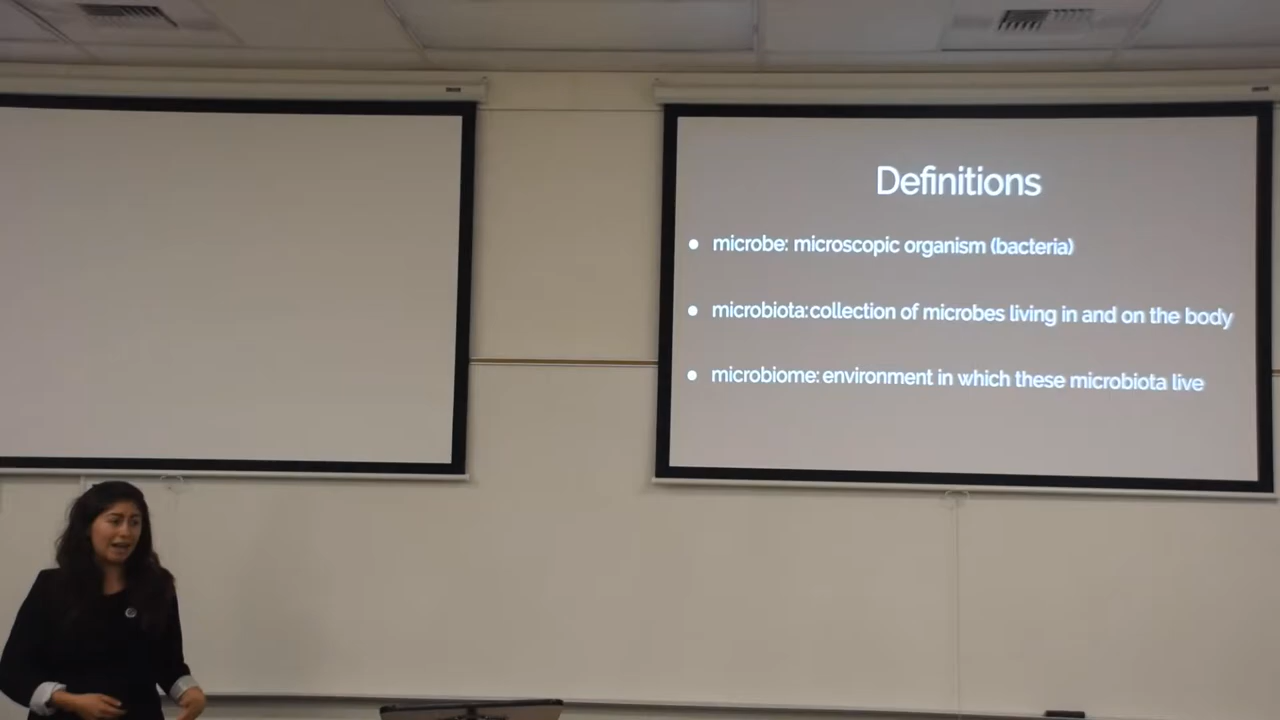 Definitions
● microbe: microscopic organism (bacteria)
● microbiota:collection of microbes living in and on the body
● microbiome: environment in which these microbiota live